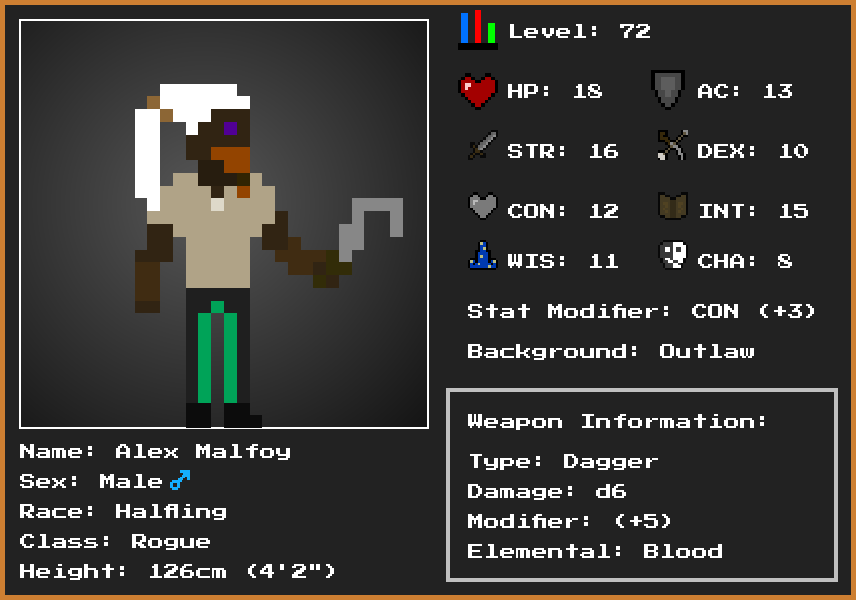 Level: 72
HP: 18
AC: 13
STR: 16
DEX: 10
CON: 12
INT: 15
WIS: 11
CHA: 8
Stat Modifier: CON (+3)
Background: Outlaw
Weapon Information:
Type: Dagger
Damage: d6
Modifier: (+5)
Elemental: Blood
Name: Alex Malfoy
Sex: Male ♂
Race: Halfling
Class: Rogue
Height: 126cm (4'2")